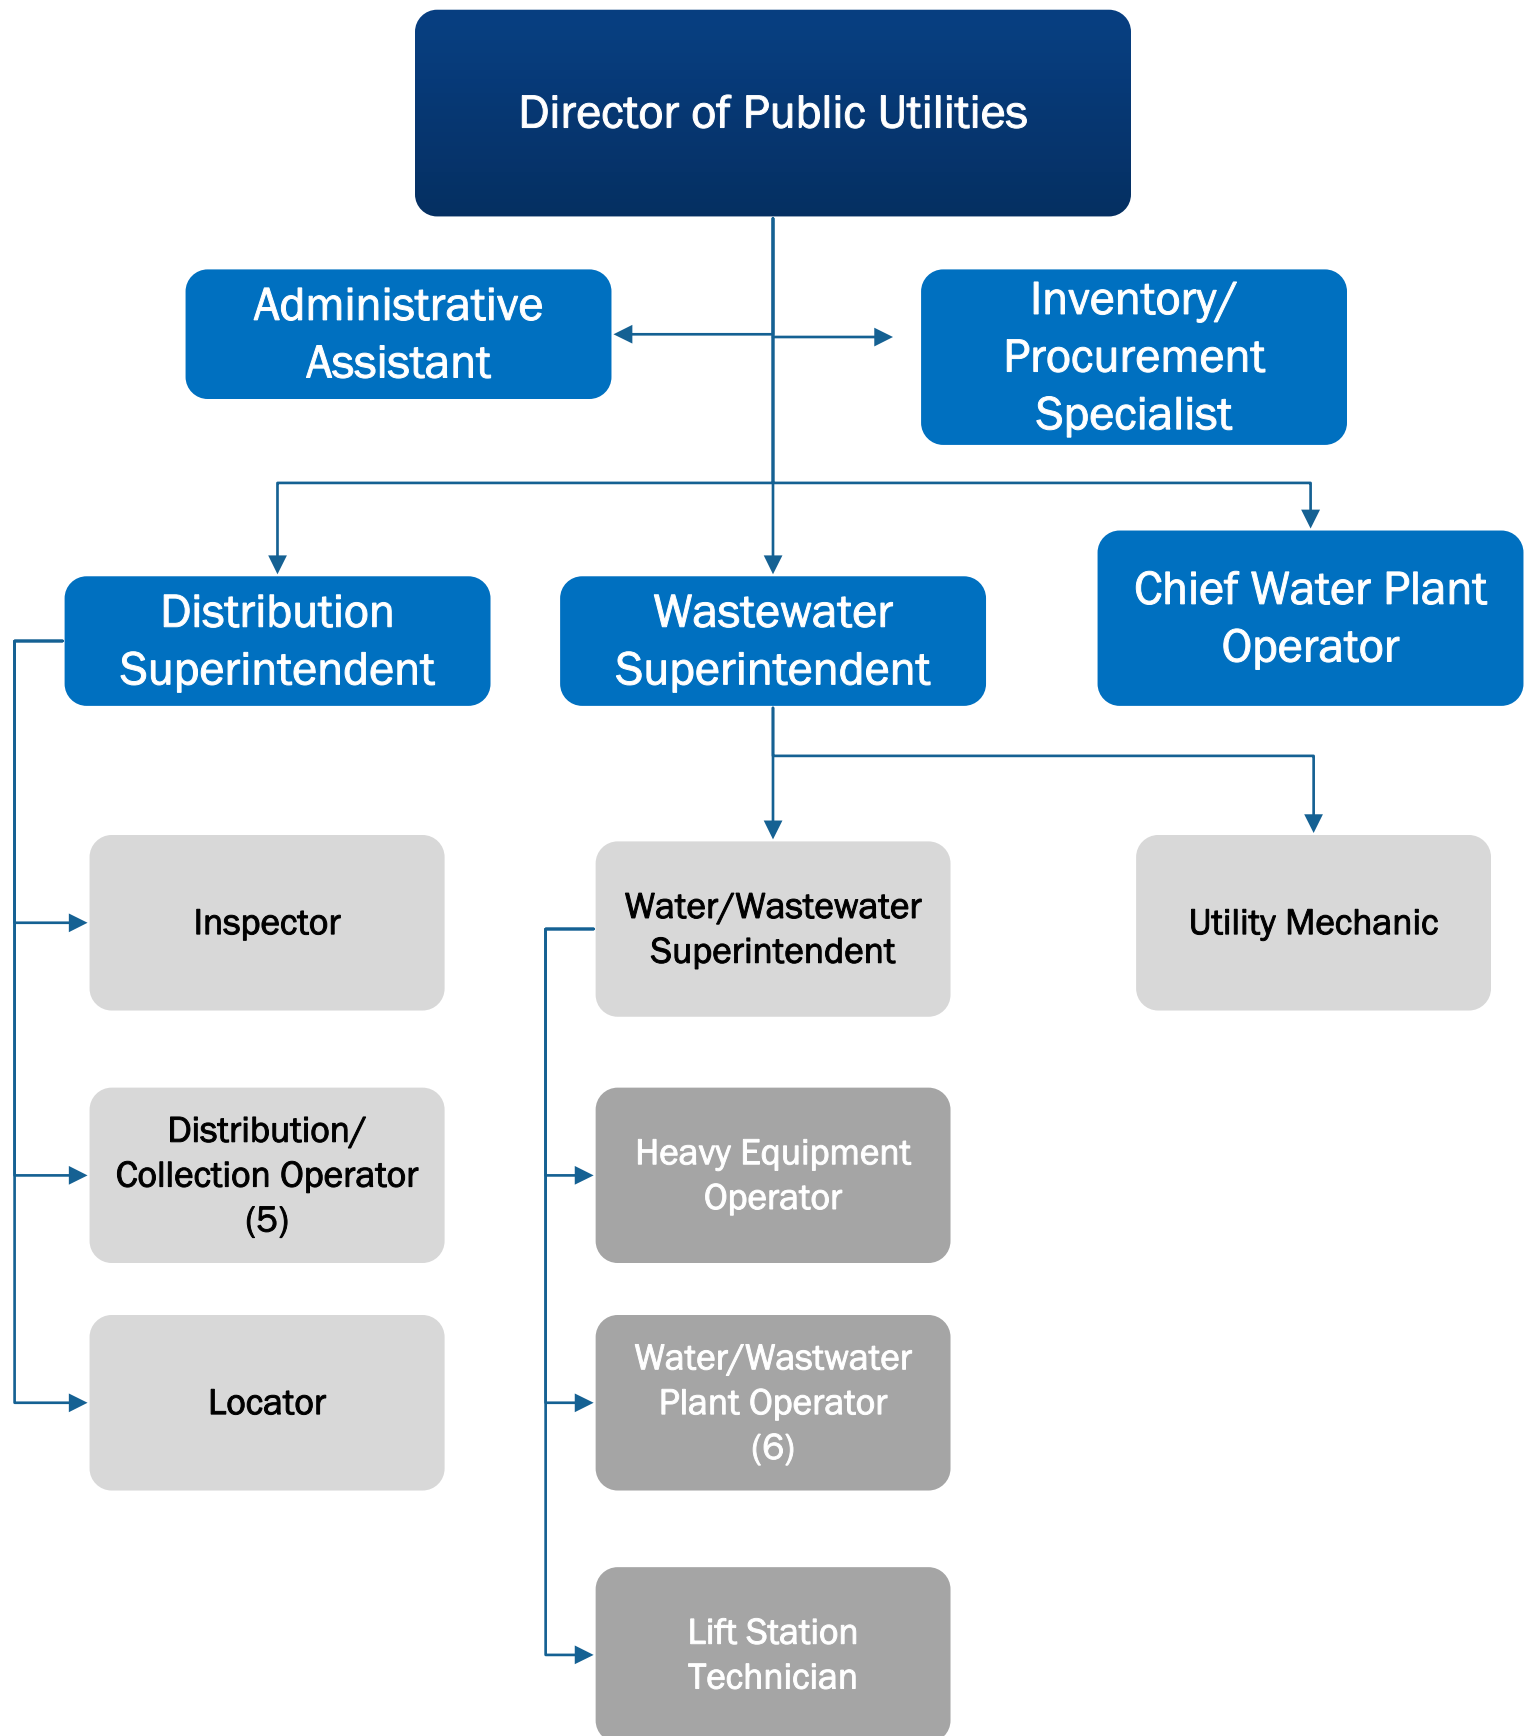 Director of Public Utilities
Administrative
Assistant
Inventory/
Procurement
Specialist
Distribution
Superintendent
Wastewater
Superintendent
Chief Water Plant
Operator
Inspector
Water/Wastewater
Superintendent
Utility Mechanic
Distribution/
Collection Operator
(5)
Heavy Equipment
Operator
Locator
Water/Wastwater
Plant Operator
(6)
Lift Station
Technician